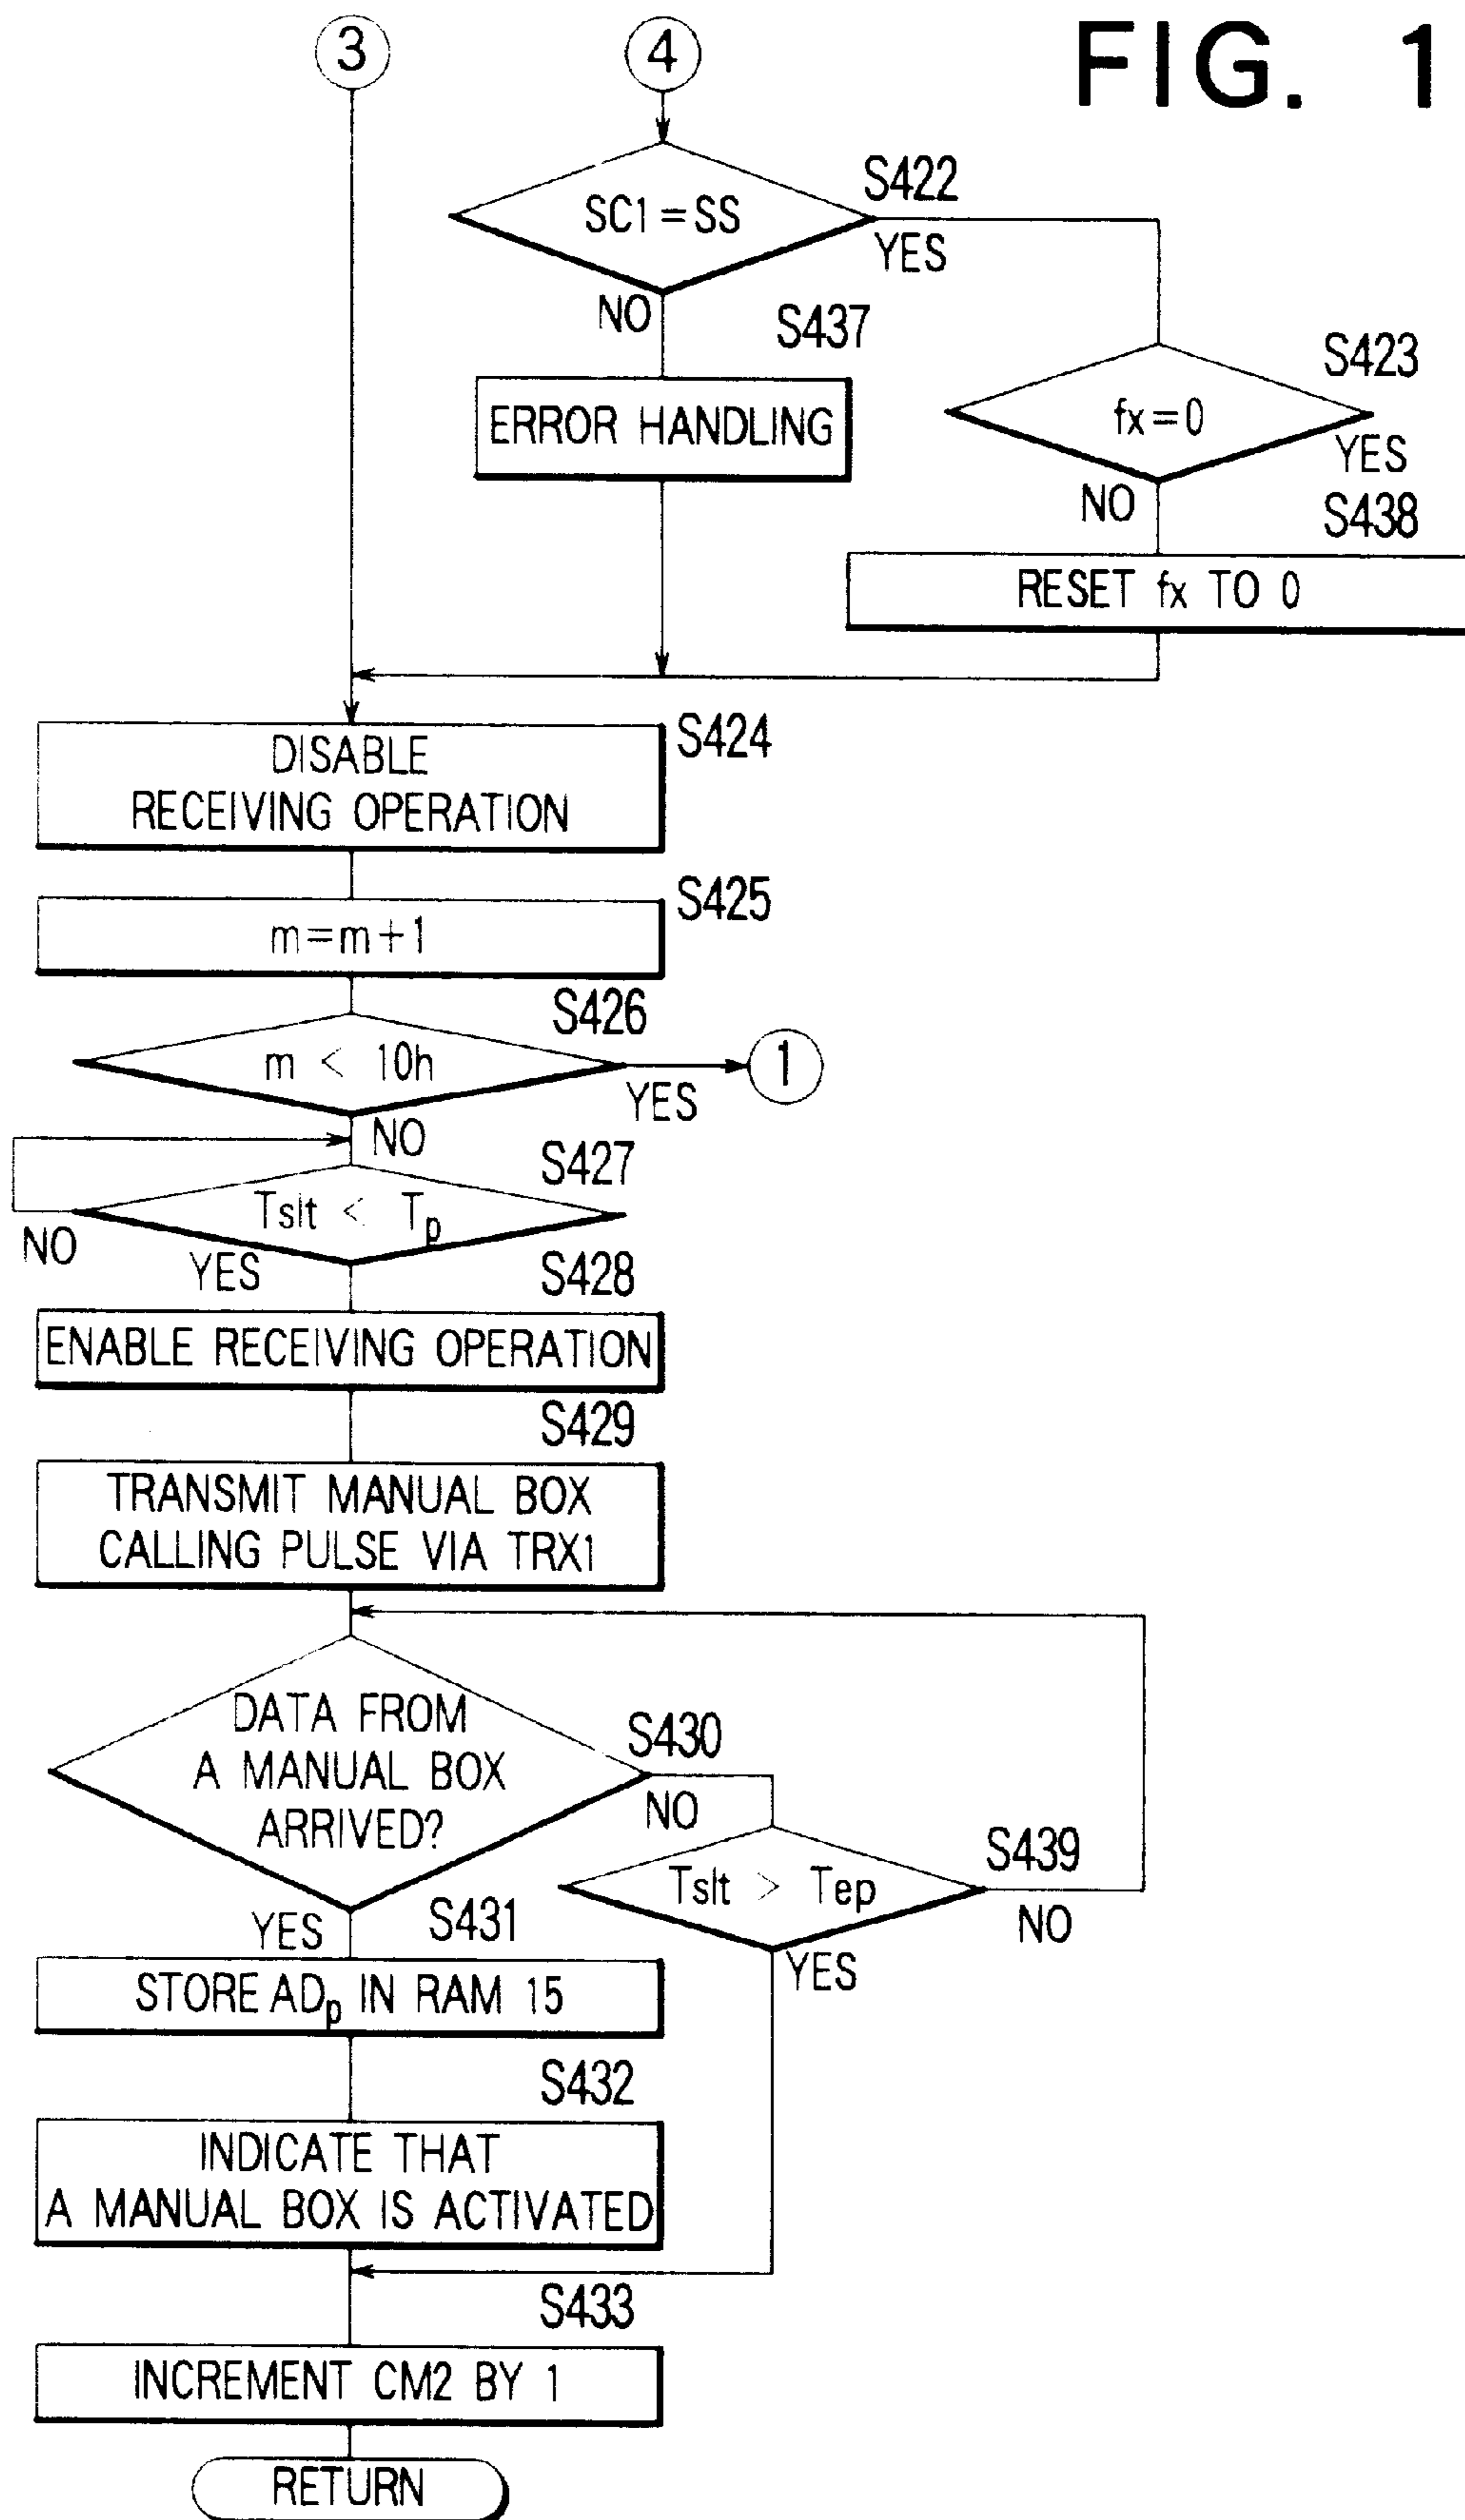 FIG. 1
3
4
SC1=SS
S422
YES
NO
S437
ERROR HANDLING
S423
fx=0
YES
NO
S438
RESET fx TO 0
DISABLE
RECEIVING OPERATION
S424
m=m+1
S425
S426
m < 10h
YES
1
NO
S427
Tslt < Tp
NO
YES
S428
ENABLE RECEIVING OPERATION
S429
TRANSMIT MANUAL BOX
CALLING PULSE VIA TRX1
DATA FROM
A MANUAL BOX
ARRIVED?
S430
NO
S439
Tslt > Tep
NO
YES
YES
S431
STORE ADp IN RAM 15
S432
INDICATE THAT
A MANUAL BOX IS ACTIVATED
S433
INCREMENT CM2 BY 1
RETURN